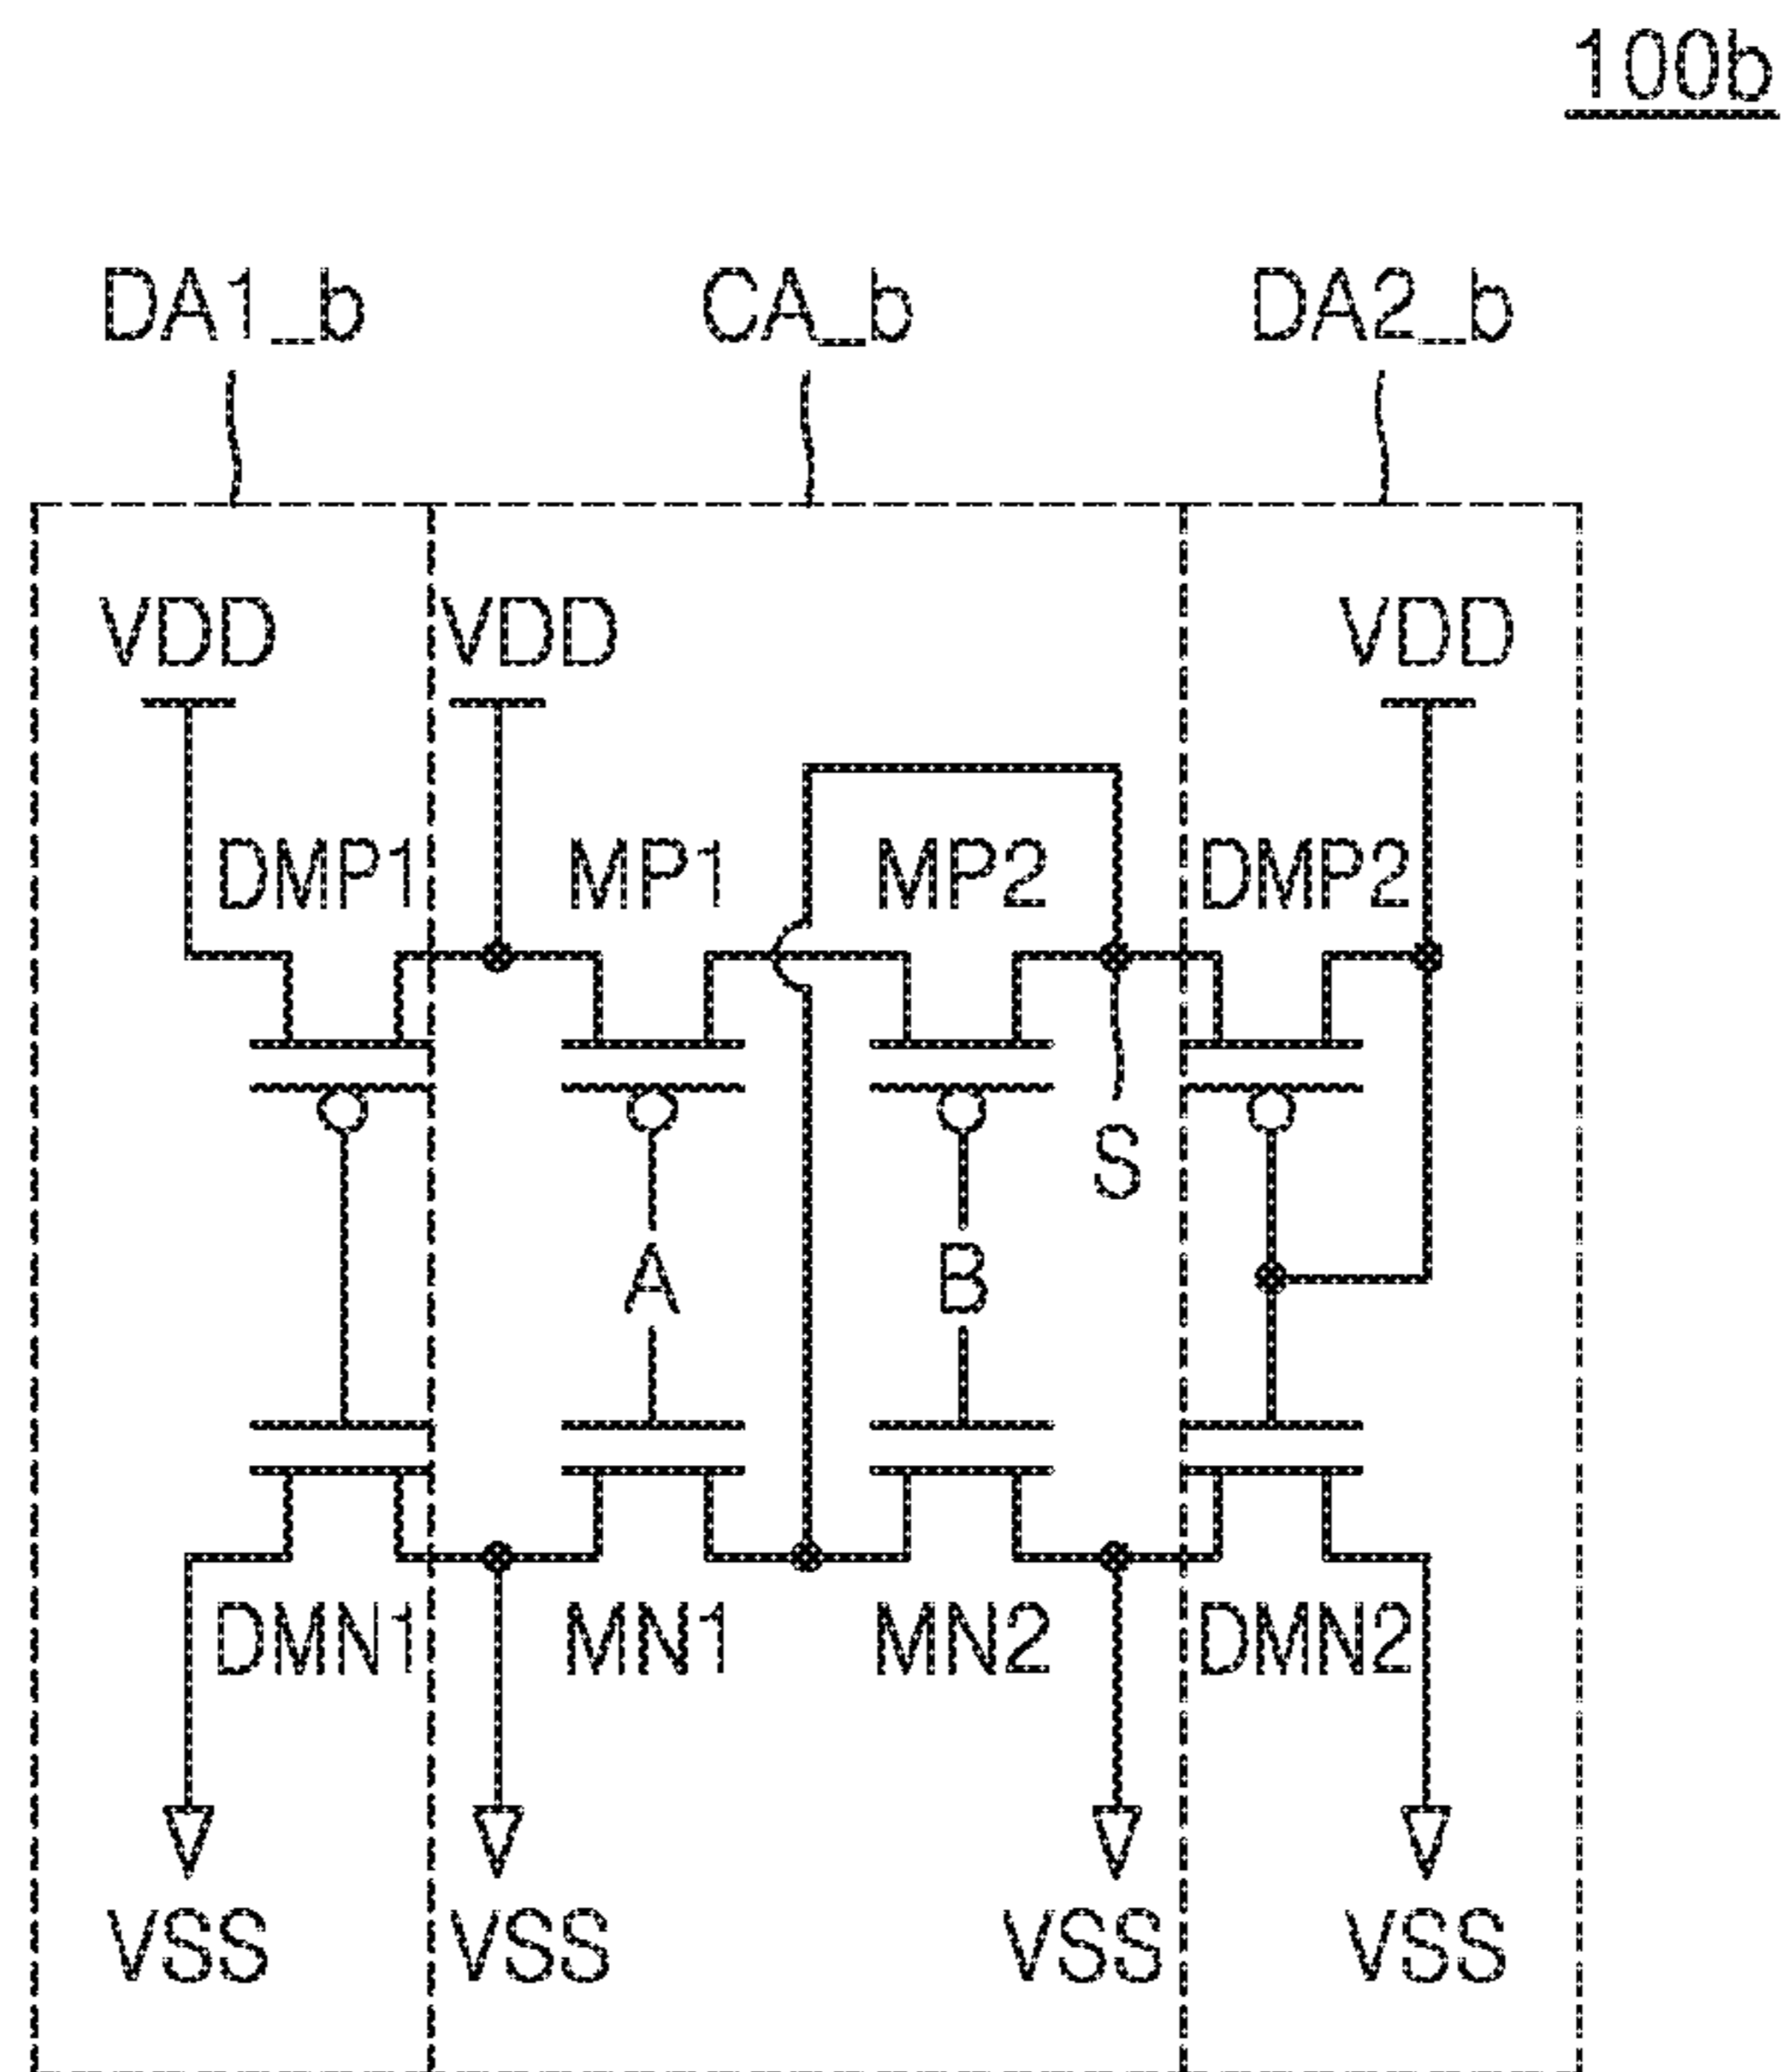 100b
DA1_b CA_b DA2_b
VDD VDD VDD
DMP1 MP1 MP2 DMP2
S
A B
DMN1 MN1 MN2 DMN2
VSS VSS VSS VSS